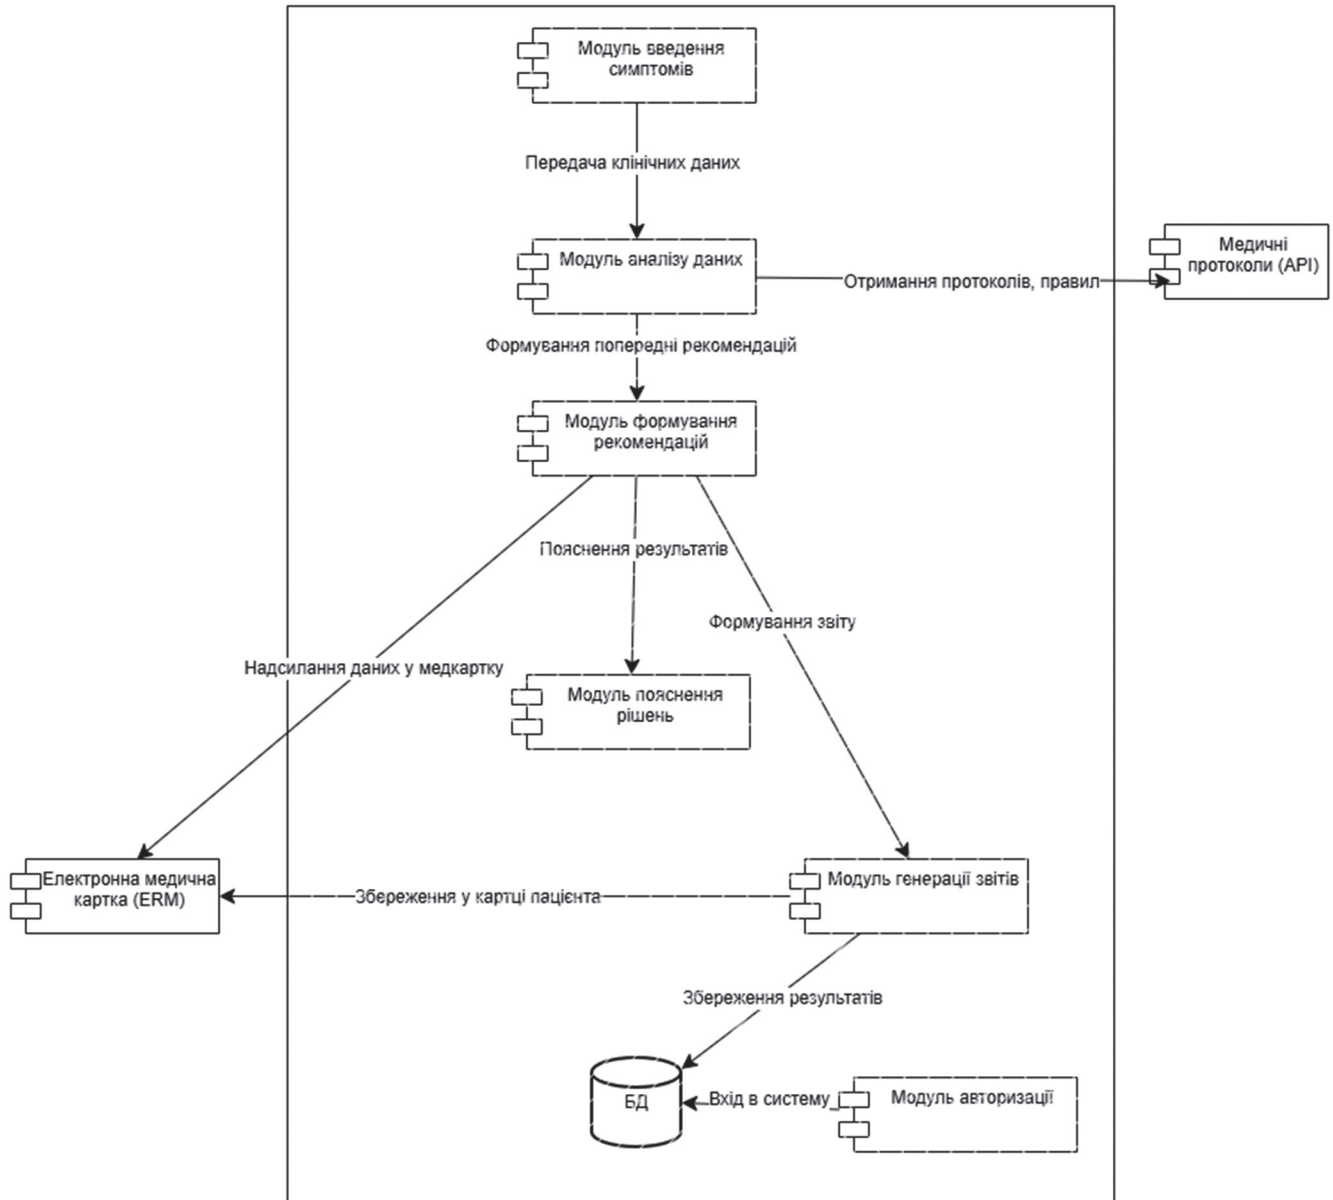 Модуль введення
симптомів
Передача клінічних даних
Модуль аналізу даних
Медичні
протоколи (АРІ)
Отримання протоколів, правил
Формування попередні рекомендацій
Модуль формування
рекомендацій
Пояснення результатів
Формування звіту
Надсилання даних у медкартку
Модуль пояснення
рішень
Електронна медична
картка (ERM)
Збереження у картці пацієнта
Модуль генерації звітів
Збереження результатів
БД
Вхід в систему
Модуль авторизації